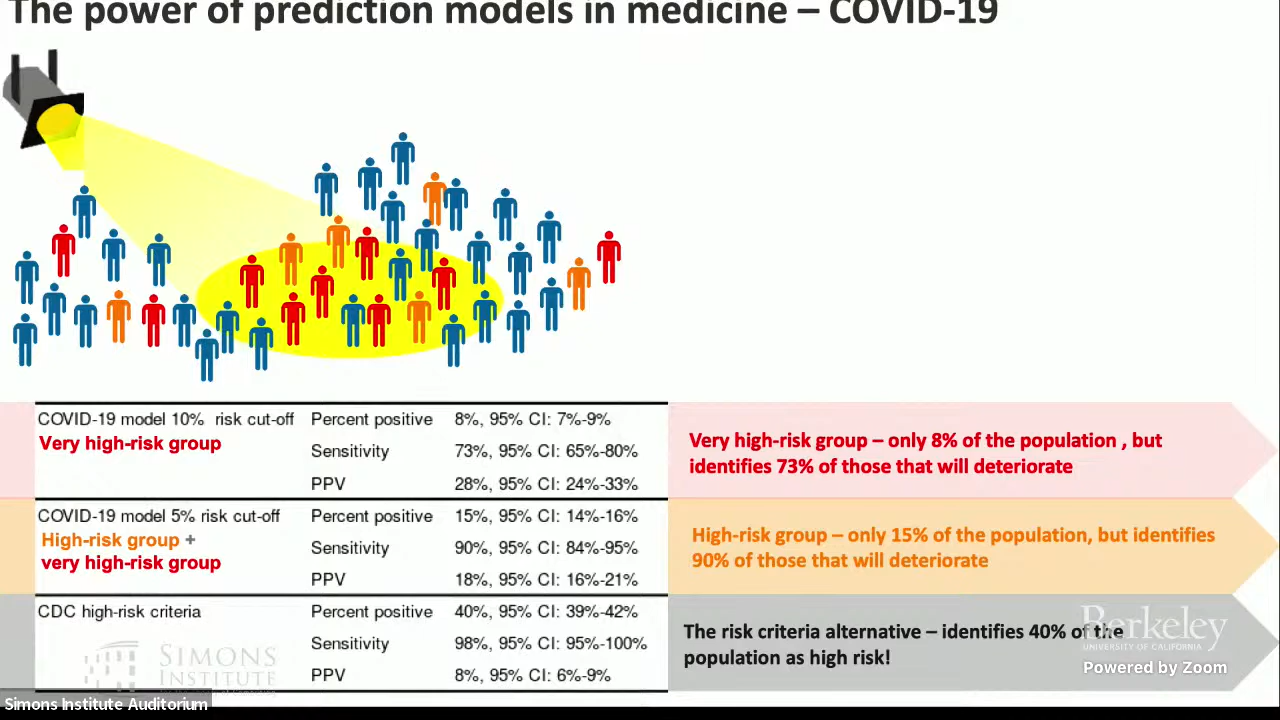 The power of prediction models in medicine – COVID-19
COVID-19 model 10% risk cut-off
Very high-risk group
Percent positive 8%, 95% CI: 7%-9%
Sensitivity 73%, 95% CI: 65%-80%
PPV 28%, 95% CI: 24%-33%
Very high-risk group – only 8% of the population , but
identifies 73% of those that will deteriorate
COVID-19 model 5% risk cut-off
High-risk group +
very high-risk group
Percent positive 15%, 95% CI: 14%-16%
Sensitivity 90%, 95% CI: 84%-95%
PPV 18%, 95% CI: 16%-21%
High-risk group – only 15% of the population, but identifies
90% of those that will deteriorate
CDC high-risk criteria
Percent positive 40%, 95% CI: 39%-42%
Sensitivity 98%, 95% CI: 95%-100%
PPV 8%, 95% CI: 6%-9%
The risk criteria alternative – identifies 40% of the
population as high risk!
SIMONS
INSTITUTE
Berkeley
UNIVERSITY OF CALIFORNIA
Powered by Zoom
Simons Institute Auditorium